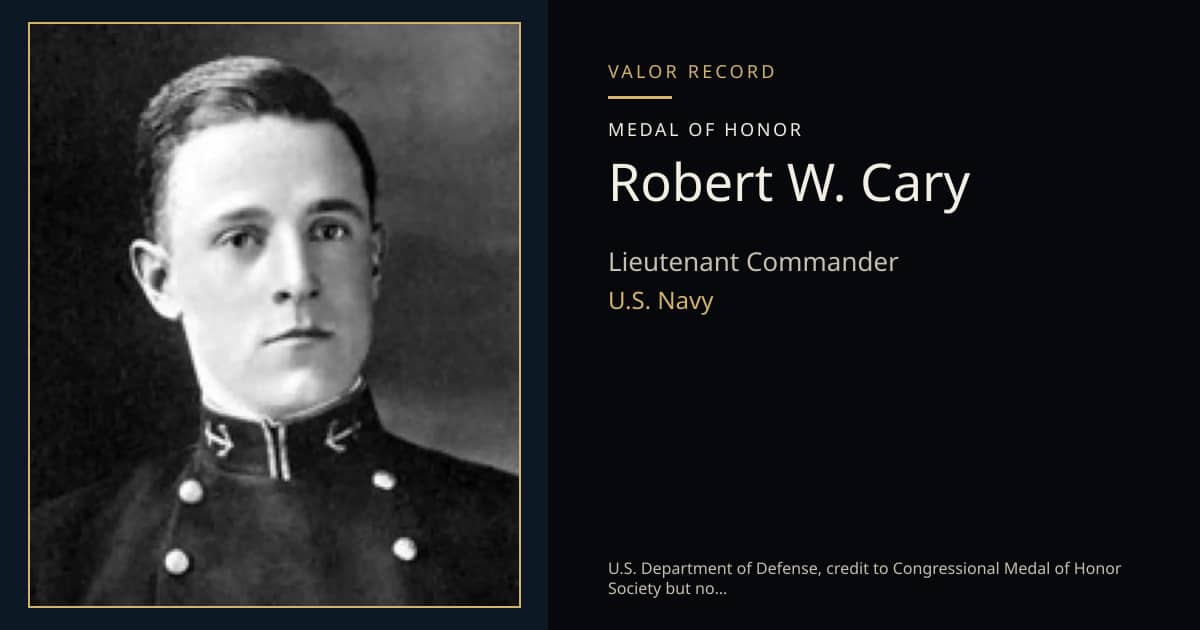 VALOR RECORD
MEDAL OF HONOR
Robert W. Cary
Lieutenant Commander
U.S. Navy
U.S. Department of Defense, credit to Congressional Medal of Honor
Society but no...